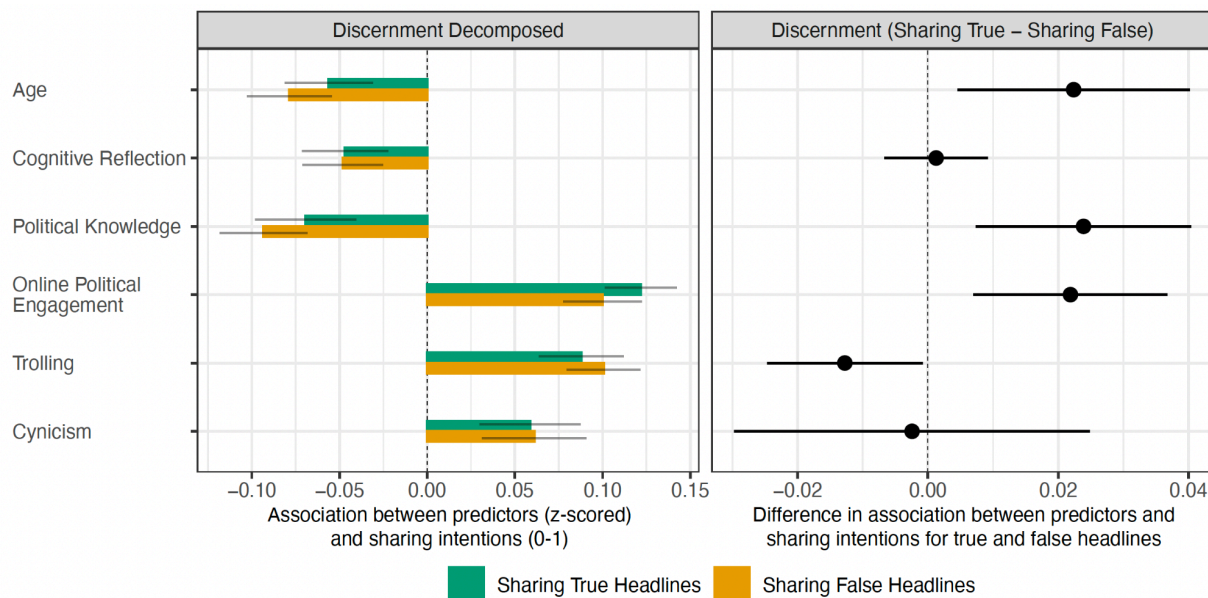 Discernment Decomposed
Discernment (Sharing True − Sharing False)
Age
Cognitive Reflection
Political Knowledge
Online Political
Engagement
Trolling
Cynicism
−0.10 −0.05 0.00 0.05 0.10 0.15
−0.02 0.00 0.02 0.04
Association between predictors (z-scored)
and sharing intentions (0-1)
Difference in association between predictors and
sharing intentions for true and false headlines
Sharing True Headlines
Sharing False Headlines